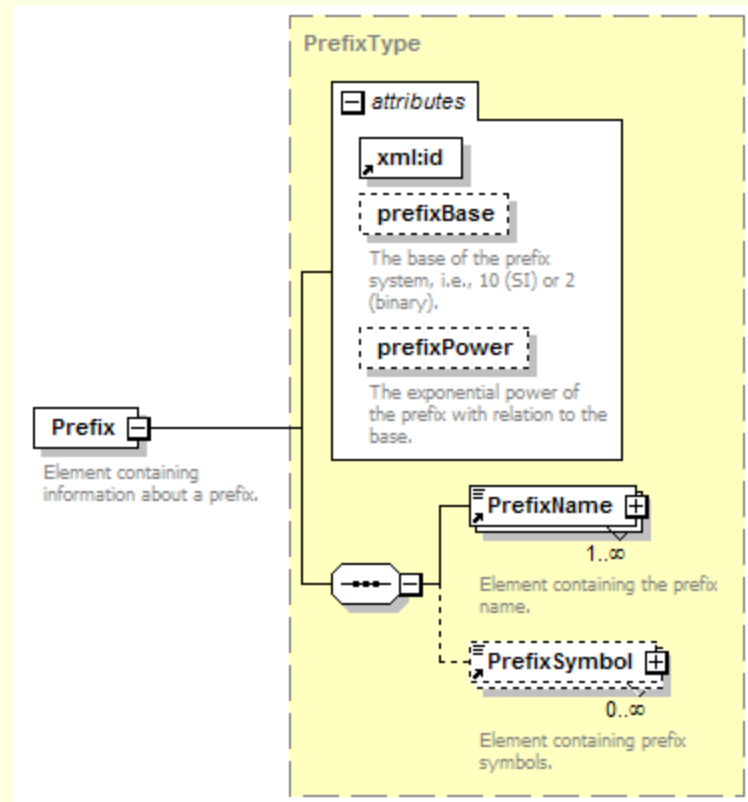 PrefixType
attributes
xml:id
prefixBase
The base of the prefix
system, i.e., 10 (SI) or 2
(binary).
prefixPower
The exponential power of
the prefix with relation to the
base.
Prefix
Element containing
information about a prefix.
PrefixName
1..∞
Element containing the prefix
name.
PrefixSymbol
0..∞
Element containing prefix
symbols.